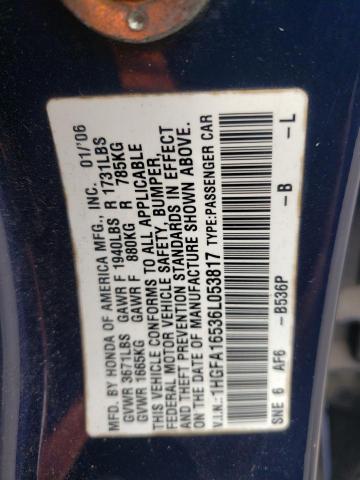 MFD. BY HONDA OF AMERICA MFG., INC. 01/'06
GVWR 3671LBS GAWR F 1940LBS R 1731LBS
GVWR 1665KG GAWR F 880KG R 785KG
THIS VEHICLE CONFORMS TO ALL APPLICABLE
FEDERAL MOTOR VEHICLE SAFETY, BUMPER,
AND THEFT PREVENTION STANDARDS IN EFFECT
ON THE DATE OF MANUFACTURE SHOWN ABOVE.
V.I.N.: 1HGFA16536L053817 TYPE:PASSENGER CAR
SNE 6 AF6 -B536P -B -L